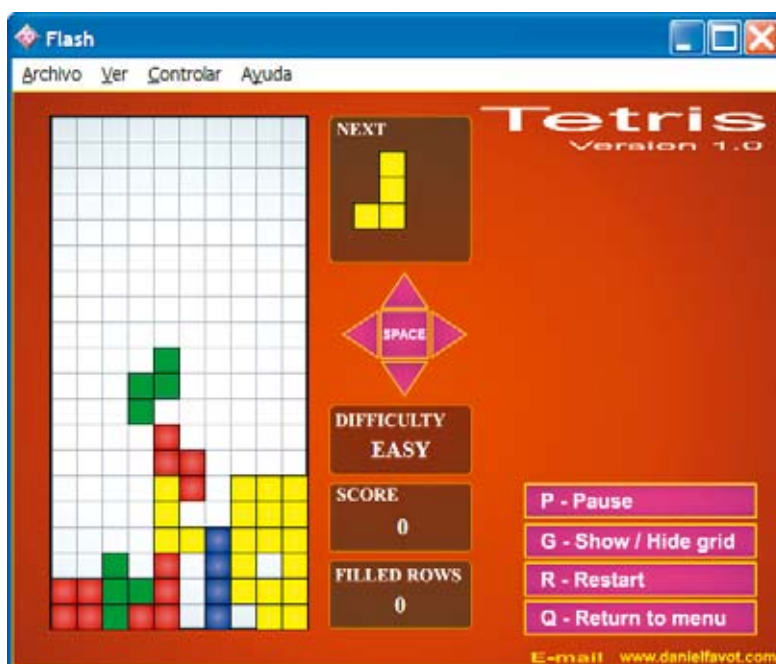 Flash
Archivo Ver Controlar Ayuda
Tetris
Version 1.0
NEXT
SPACE
DIFFICULTY
EASY
SCORE
0
FILLED ROWS
0
P - Pause
G - Show / Hide grid
R - Restart
Q - Return to menu
E-mail www.danielfavot.com